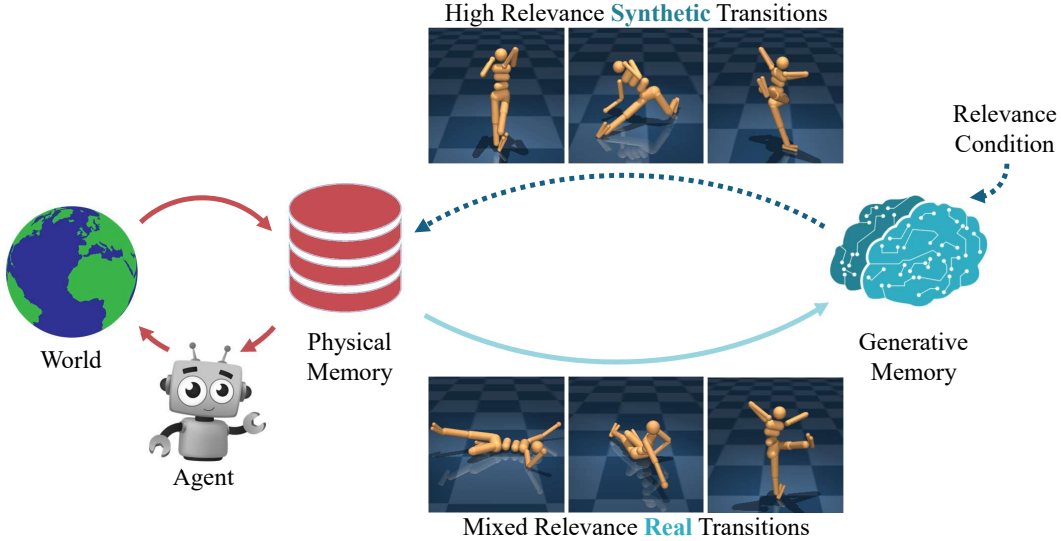 High Relevance Synthetic Transitions
Relevance
Condition
World
Physical
Memory
Generative
Memory
Agent
Mixed Relevance Real Transitions